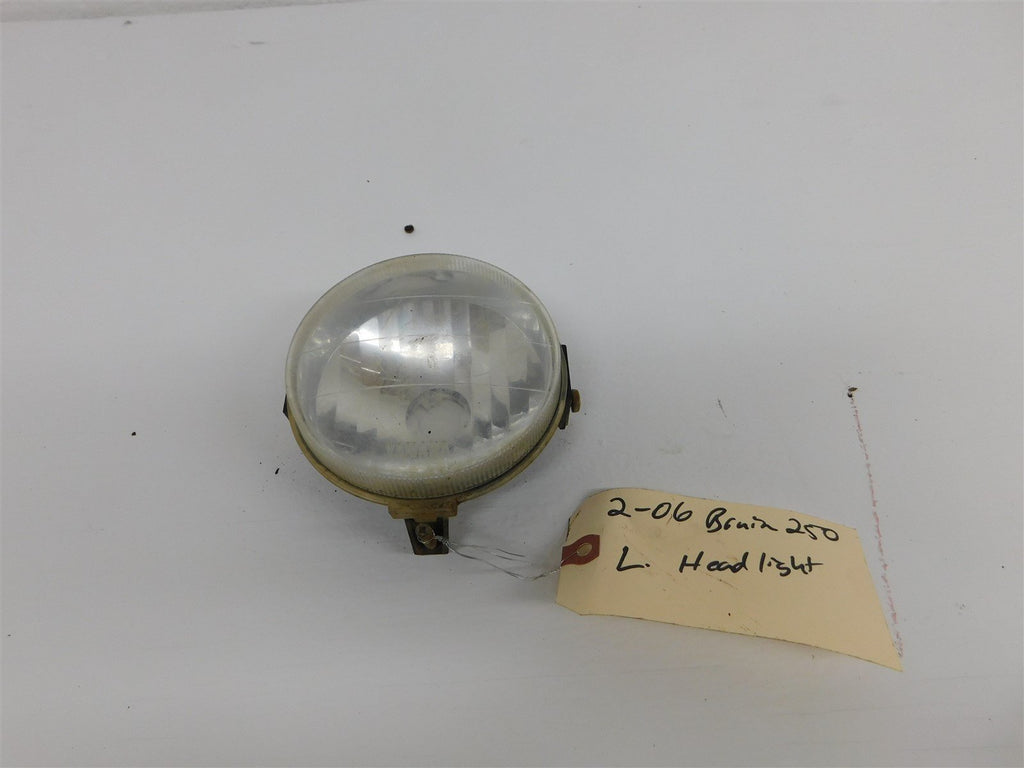 2-06 Bruin 250
L. Headlight